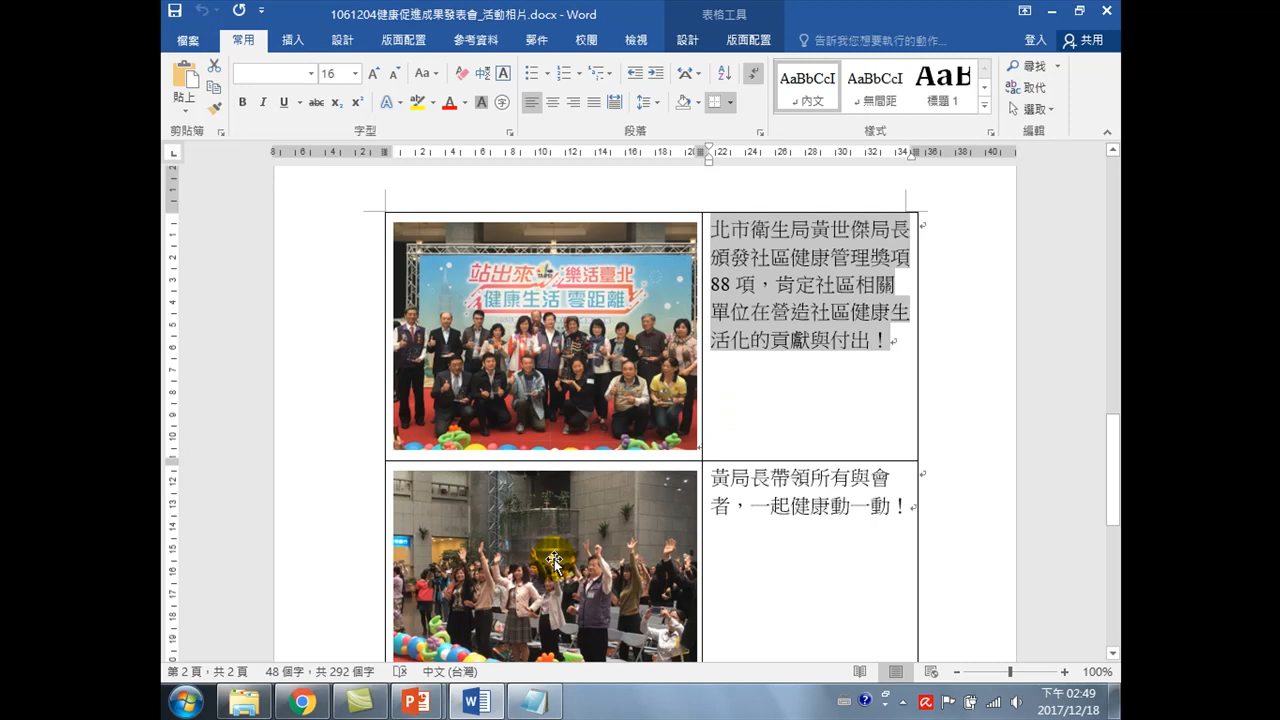 1061204健康促進成果發表會_活動相片.docx - Word
表格工具
檔案
常用
插入
設計
版面配置
參考資料
郵件
校閱
檢視
設計
版面配置
告訴我您想要執行的動作...
登入
共用
貼上
16
AaBbCcI
AaBbCcI
AaBb
內文
無間距
標題 1
尋找
取代
選取
剪貼簿
字型
段落
樣式
編輯
站出來 樂活臺北
健康生活 零距離
北市衛生局黃世傑局長
頒發社區健康管理獎項
88 項，肯定社區相關
單位在營造社區健康生
活化的貢獻與付出！
黃局長帶領所有與會
者，一起健康動一動！
第 2 頁，共 2 頁
48 個字，共 292 個字
中文 (台灣)
100%
下午 02:49
2017/12/18